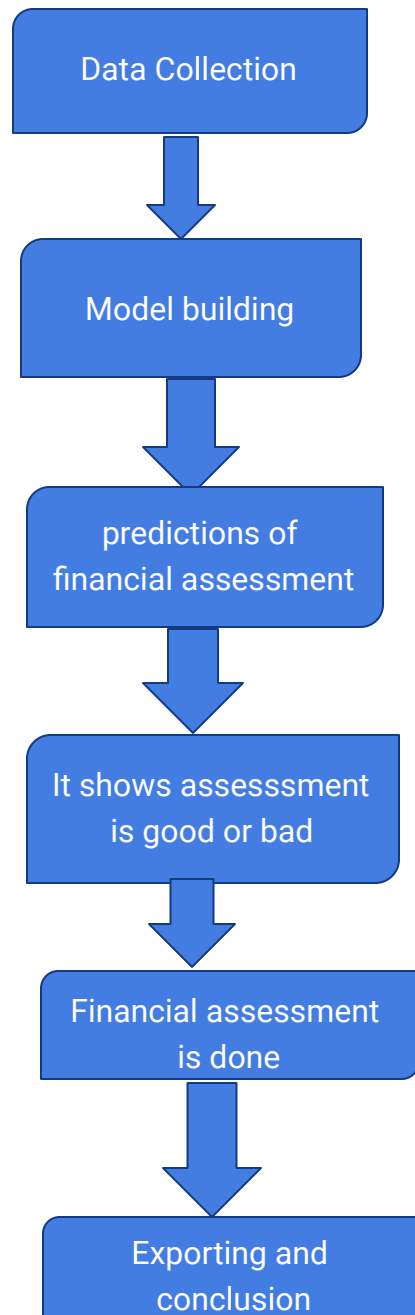 Data Collection
Model building
predictions of
financial assessment
It shows assesssment
is good or bad
Financial assessment
is done
Exporting and
conclusion